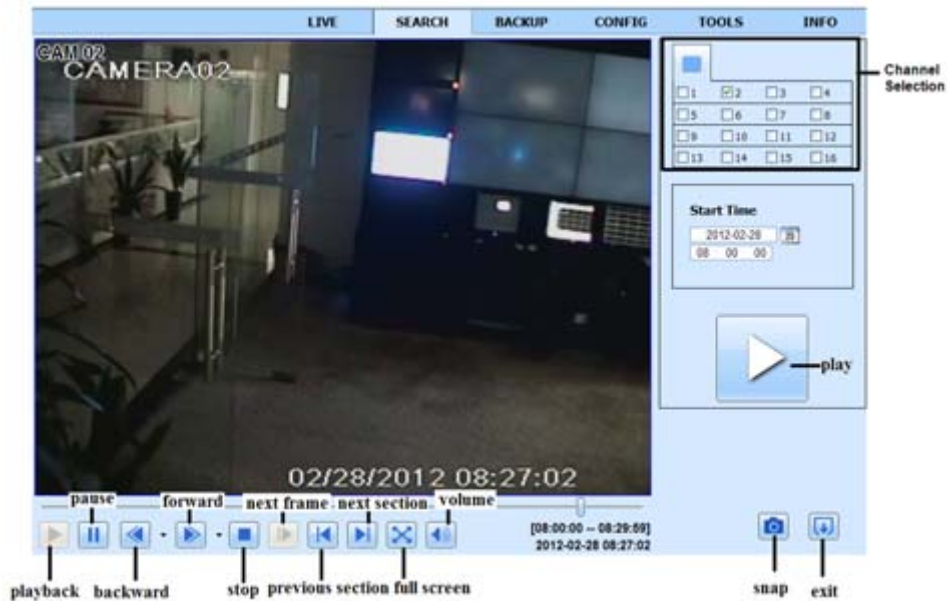 LIVE SEARCH BACKUP CONFIG TOOLS INFO
CAM 02
CAMERA02
Channel
Selection
1 2 3 4
5 6 7 8
9 10 11 12
13 14 15 16
Start Time
2012-02-28
08 00 00
play
02/28/2012 08:27:02
pause forward next frame next section volume
[08:00:00 -- 08:29:59]
2012-02-28 08:27:02
playback backward stop previous section full screen snap exit